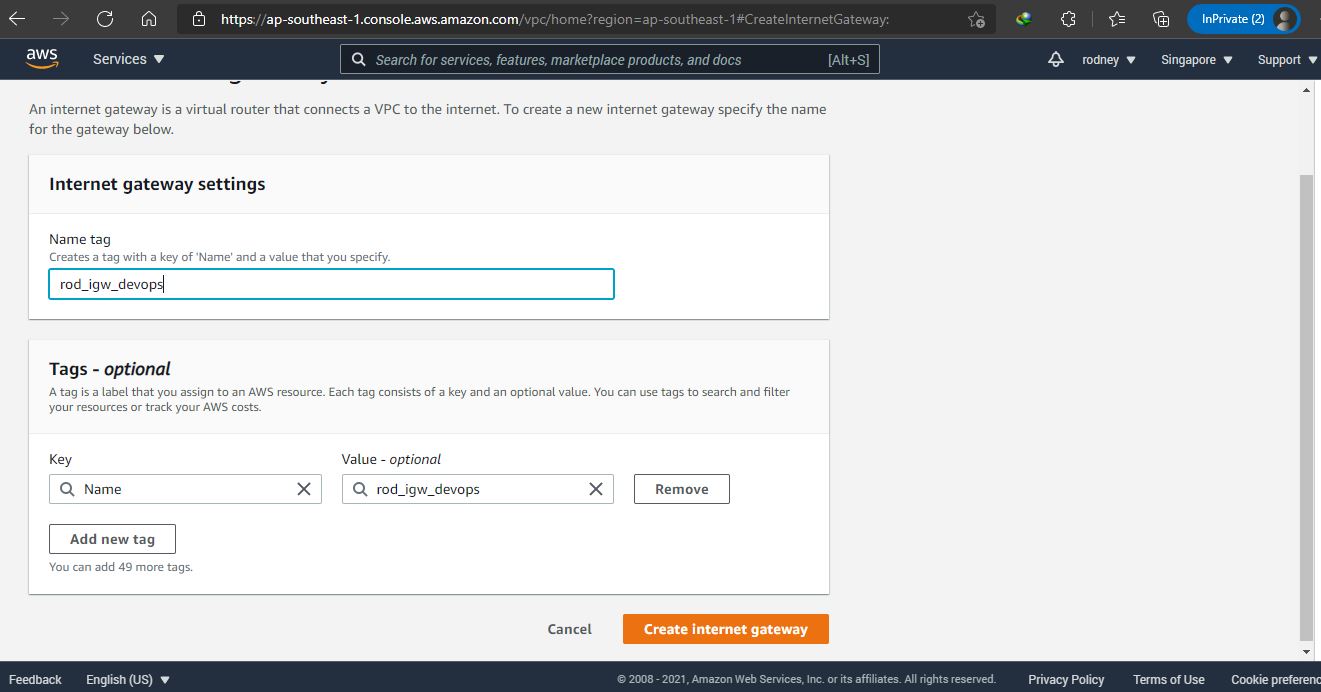 https://ap-southeast-1.console.aws.amazon.com/vpc/home?region=ap-southeast-1#CreateInternetGateway:
InPrivate (2)
aws
Services
Search for services, features, marketplace products, and docs
[Alt+S]
rodney
Singapore
Support
An internet gateway is a virtual router that connects a VPC to the internet. To create a new internet gateway specify the name
for the gateway below.
Internet gateway settings
Name tag
Creates a tag with a key of 'Name' and a value that you specify.
rod_igw_devops
Tags - optional
A tag is a label that you assign to an AWS resource. Each tag consists of a key and an optional value. You can use tags to search and filter
your resources or track your AWS costs.
Key
Value - optional
Name
rod_igw_devops
Remove
Add new tag
You can add 49 more tags.
Cancel
Create internet gateway
Feedback
English (US)
© 2008 - 2021, Amazon Web Services, Inc. or its affiliates. All rights reserved.
Privacy Policy
Terms of Use
Cookie preferenc